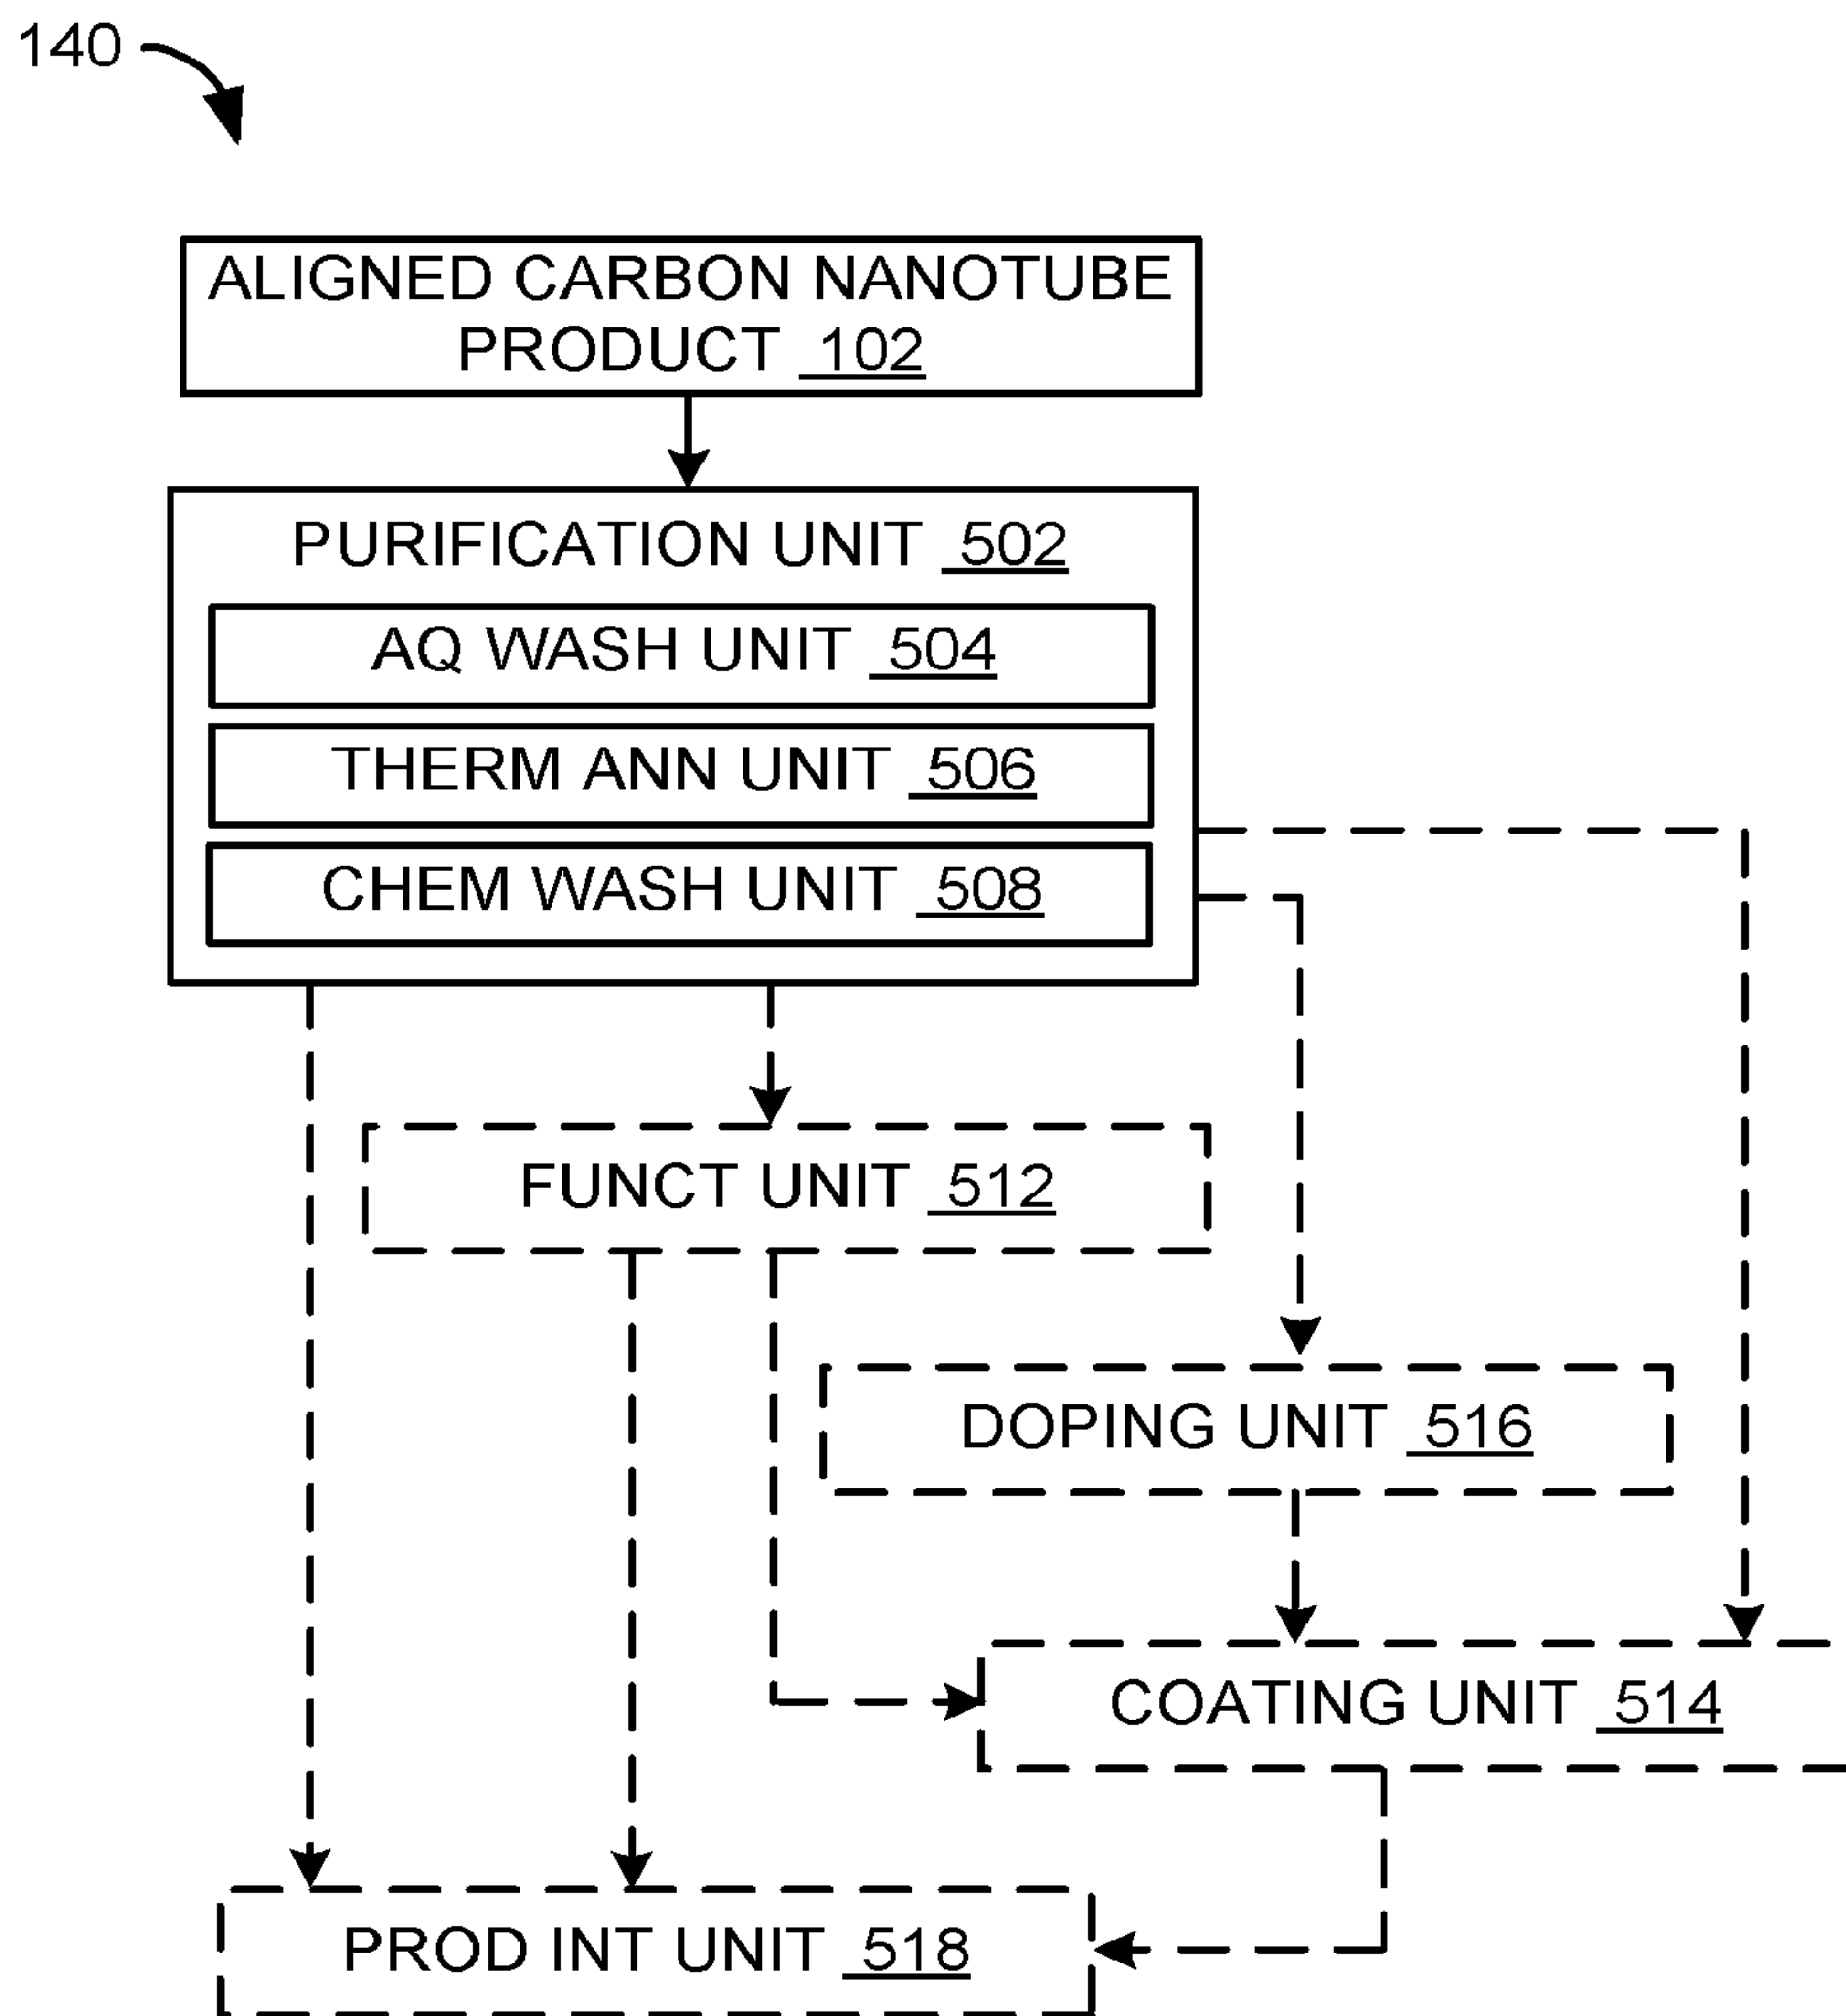 140
ALIGNED CARBON NANOTUBE
PRODUCT 102
PURIFICATION UNIT 502
AQ WASH UNIT 504
THERM ANN UNIT 506
CHEM WASH UNIT 508
FUNCT UNIT 512
DOPING UNIT 516
COATING UNIT 514
PROD INT UNIT 518